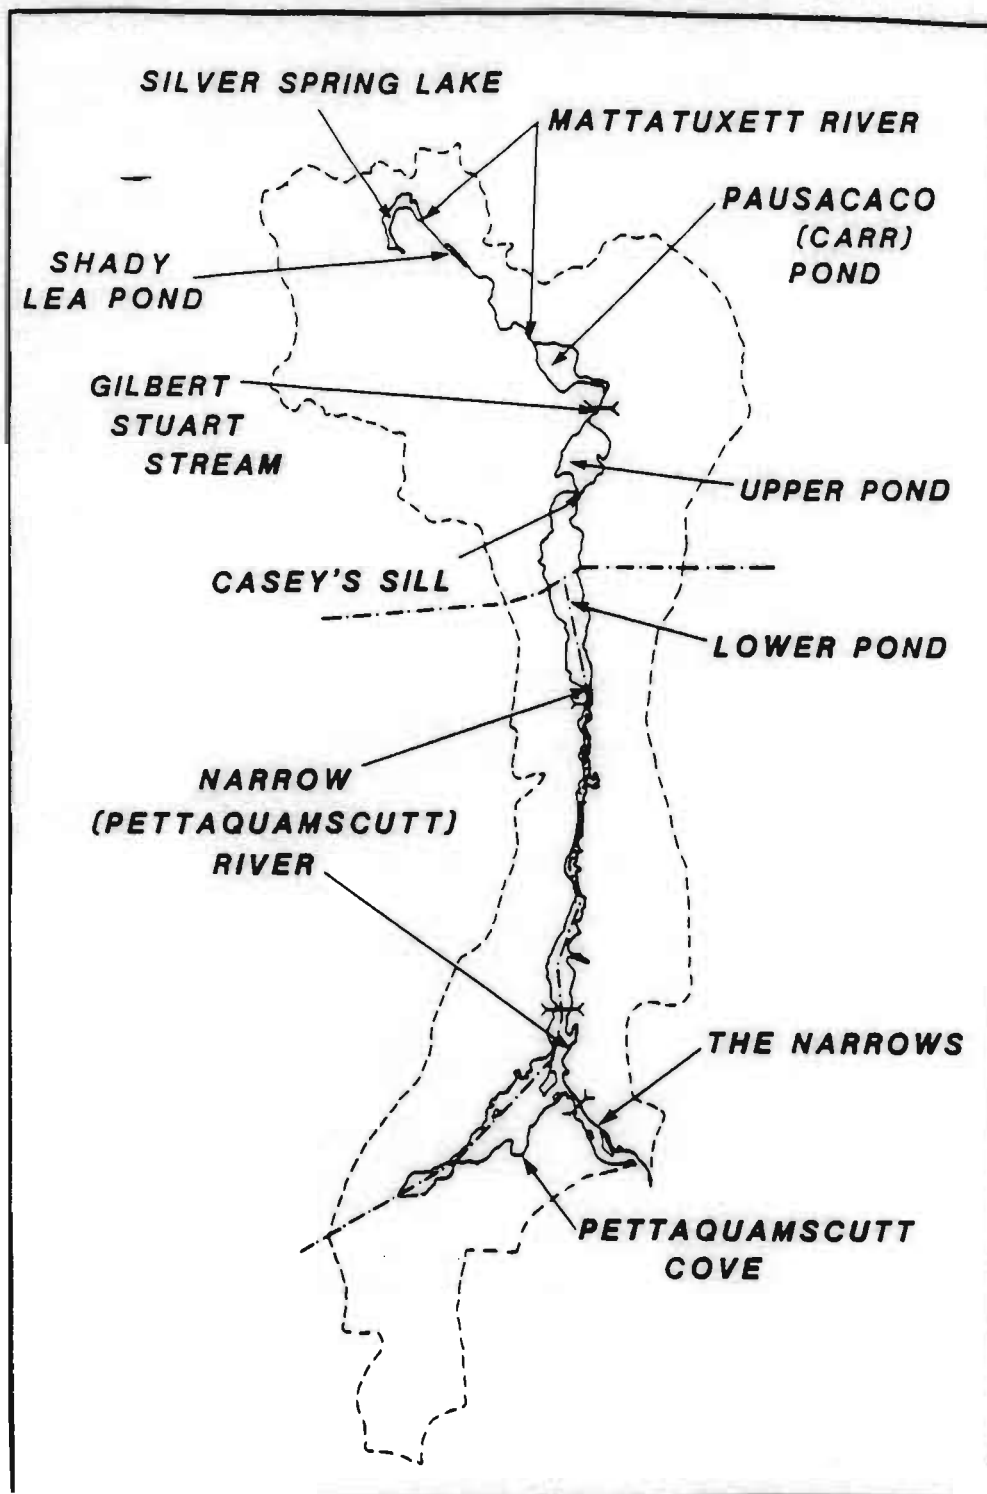 SILVER SPRING LAKE
MATTATUXETT RIVER
PAUSACACO
(CARR)
POND
SHADY
LEA POND
GILBERT
STUART
STREAM
UPPER POND
CASEY'S SILL
LOWER POND
NARROW
(PETTAQUAMSCUTT)
RIVER
THE NARROWS
PETTAQUAMSCUTT
COVE